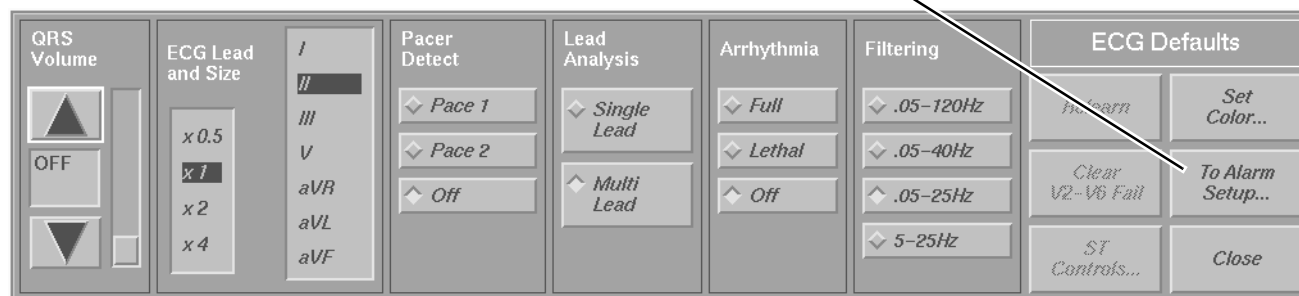 QRS
Volume
OFF
ECG Lead
and Size
x 0.5
x 1
x 2
x 4
I
II
III
V
aVR
aVL
aVF
Pacer
Detect
Pace 1
Pace 2
Off
Lead
Analysis
Single
Lead
Multi
Lead
Arrhythmia
Full
Lethal
Off
Filtering
.05-120Hz
.05-40Hz
.05-25Hz
5-25Hz
ECG Defaults
Relearn
Set
Color...
Clear
V2-V6 Fail
To Alarm
Setup...
ST
Controls...
Close